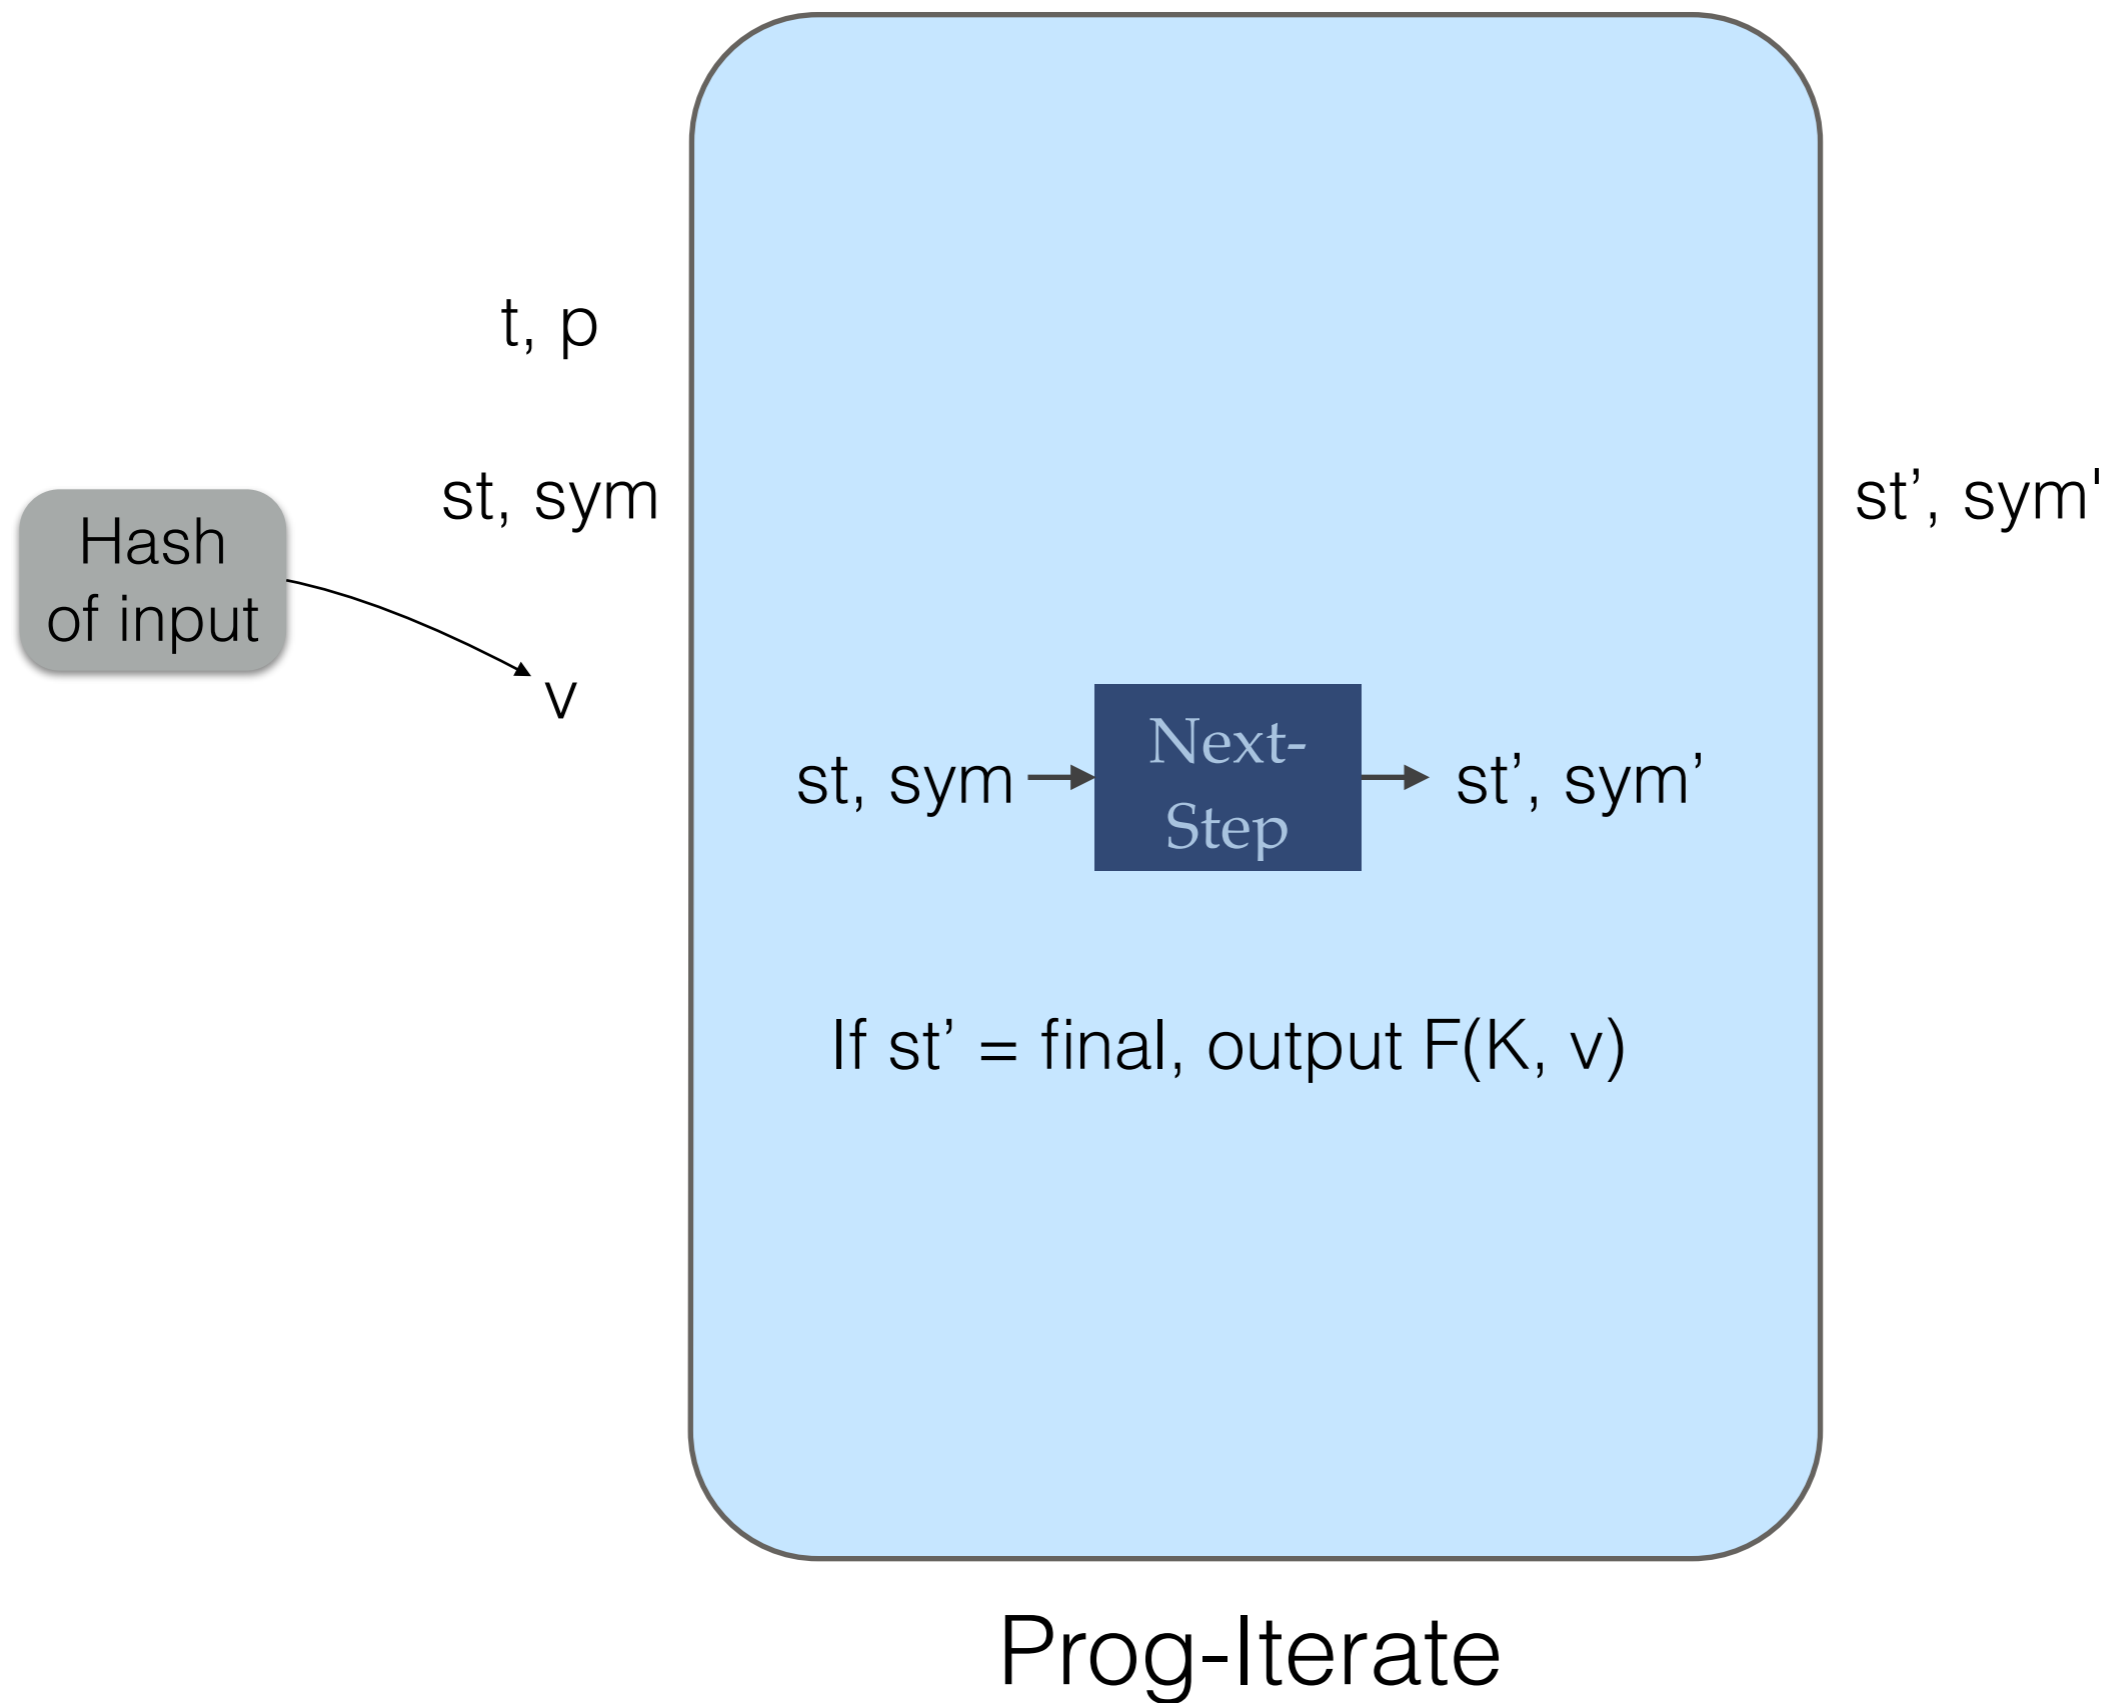 t, p
st, sym
st’, sym'
Hash
of input
v
st, sym
Next-
Step
st’, sym’
If st’ = final, output F(K, v)
Prog-Iterate